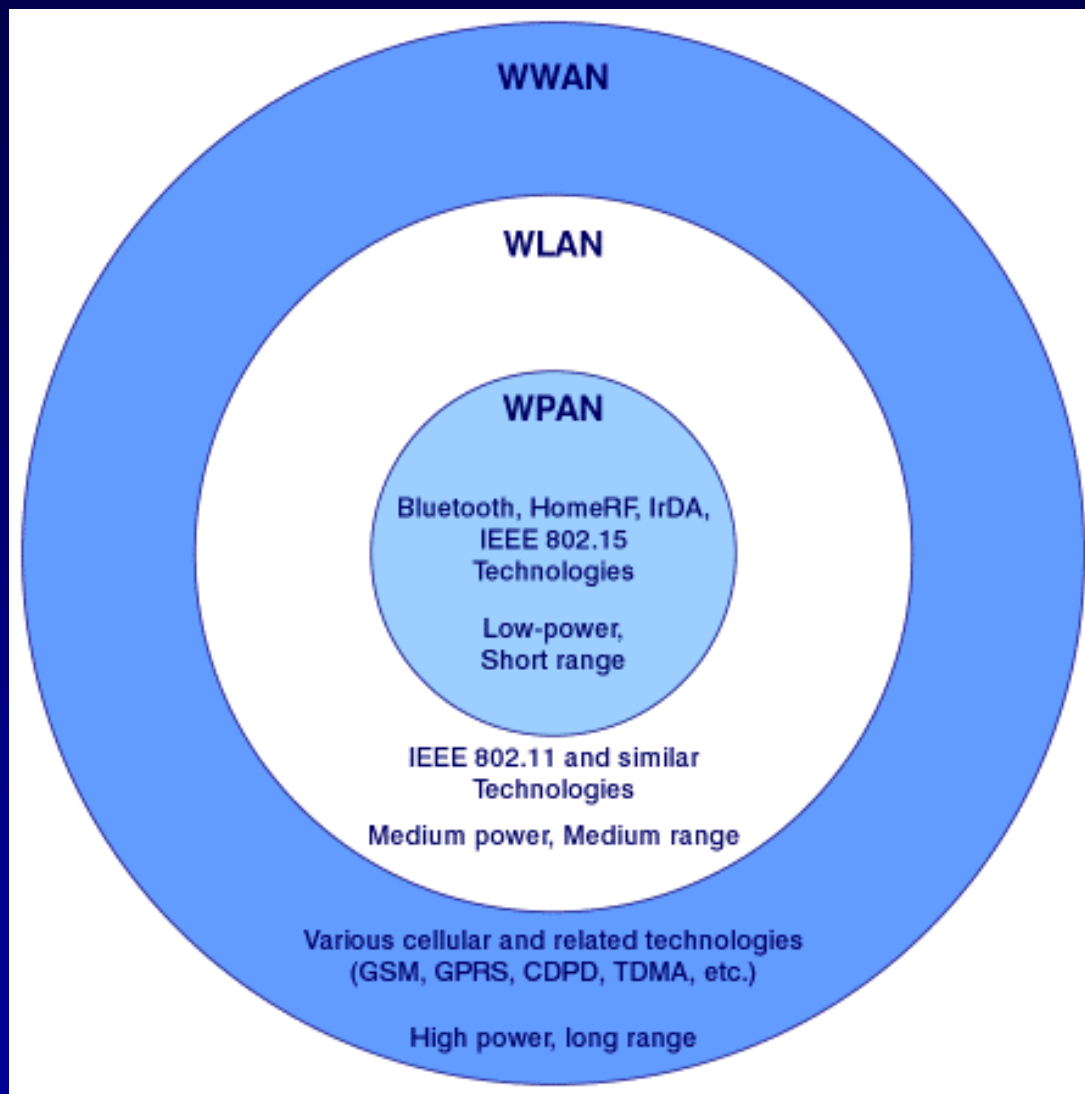 WWAN
WLAN
WPAN
Bluetooth, HomeRF, IrDA,
IEEE 802.15
Technologies
Low-power,
Short range
IEEE 802.11 and similar
Technologies
Medium power, Medium range
Various cellular and related technologies
(GSM, GPRS, CDPD, TDMA, etc.)
High power, long range